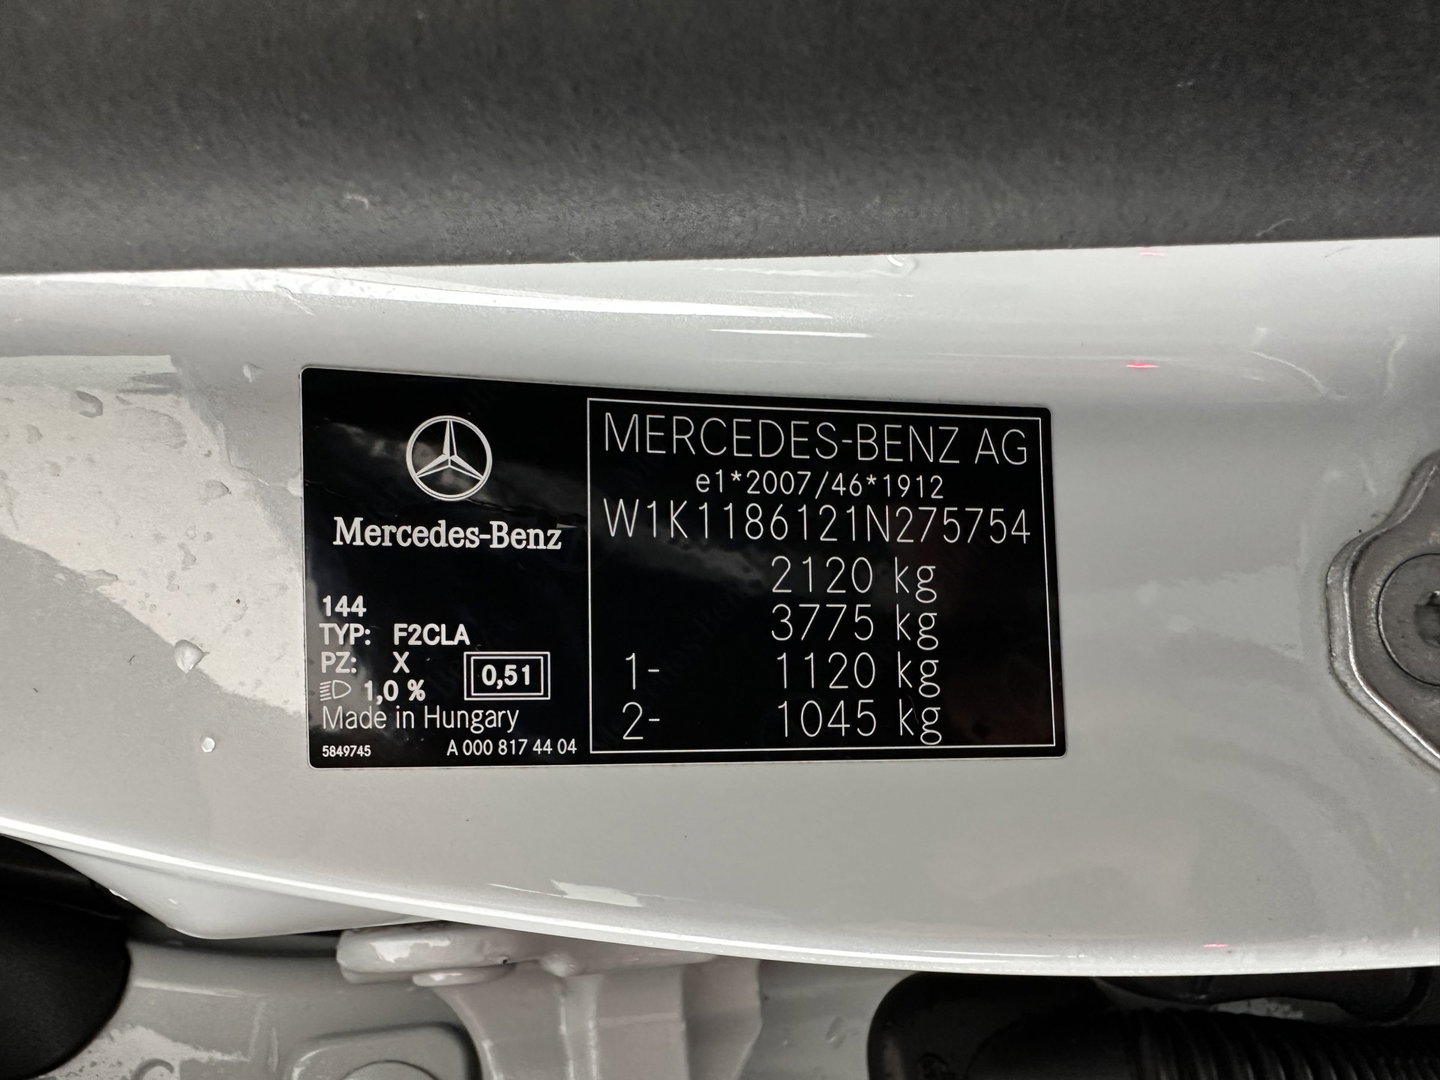 Mercedes-Benz
144
TYP: F2CLA
PZ: X
1,0 %
0,51
Made in Hungary
5849745 A 000 817 44 04
MERCEDES-BENZ AG
e1*2007/46*1912
W1K1186121N275754
2120 kg
3775 kg
1- 1120 kg
2- 1045 kg